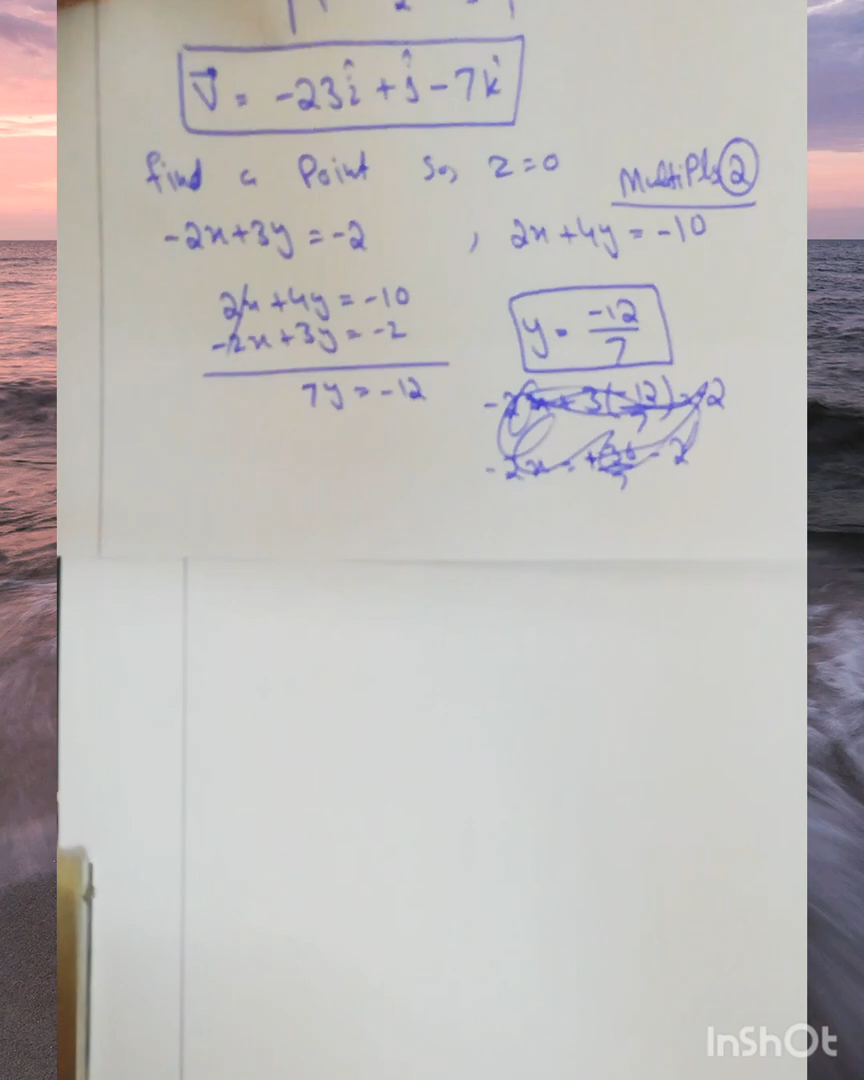 V = -23i + j - 7k
find a Point So, z=0
MultiPly 2
-2x+3y=-2 , 2x+4y=-10
2x+4y=-10
-2x+3y=-2
7y=-12
y= -12/7
InShOt